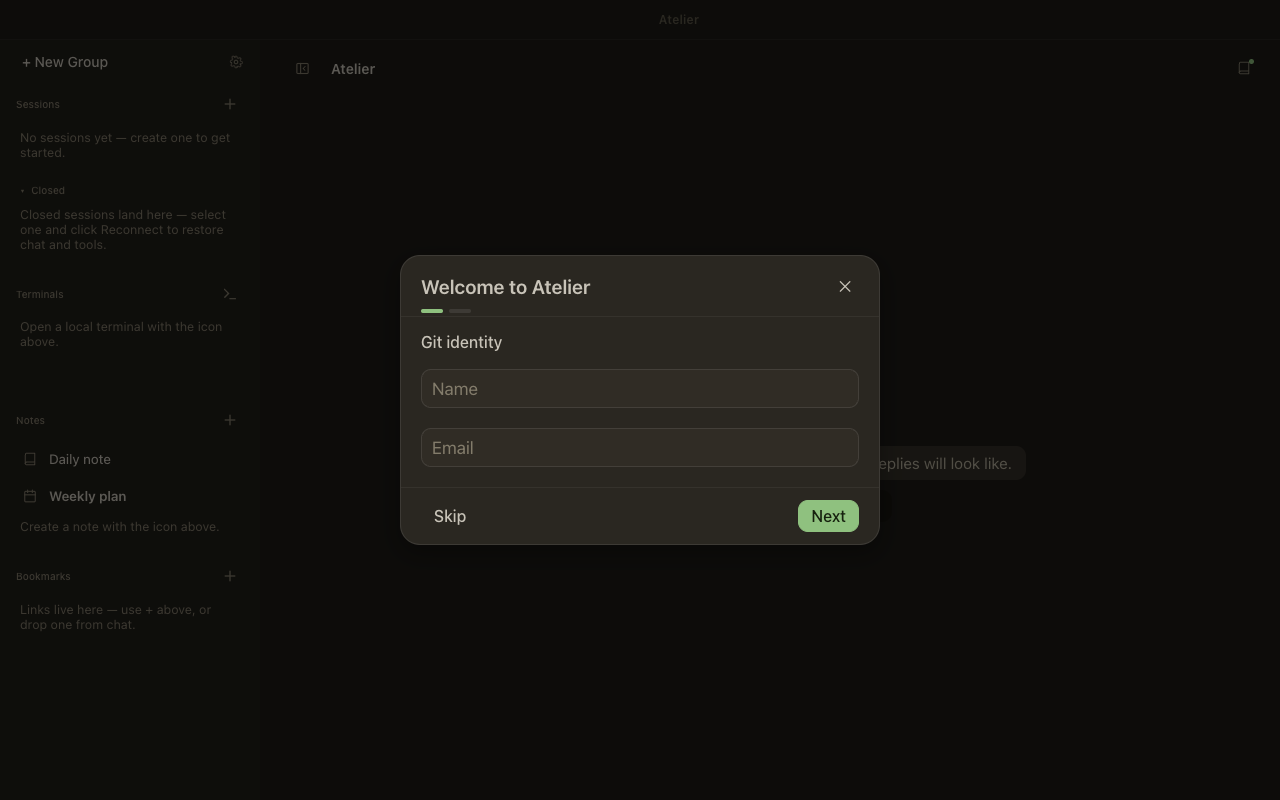 Atelier
+ New Group
Atelier
Sessions
No sessions yet — create one to get
started.
Closed
Closed sessions land here — select
one and click Reconnect to restore
chat and tools.
Terminals
Open a local terminal with the icon
above.
Notes
Daily note
Weekly plan
Create a note with the icon above.
Bookmarks
Links live here — use + above, or
drop one from chat.
Welcome to Atelier
Git identity
Name
Email
Skip
Next
will look like.